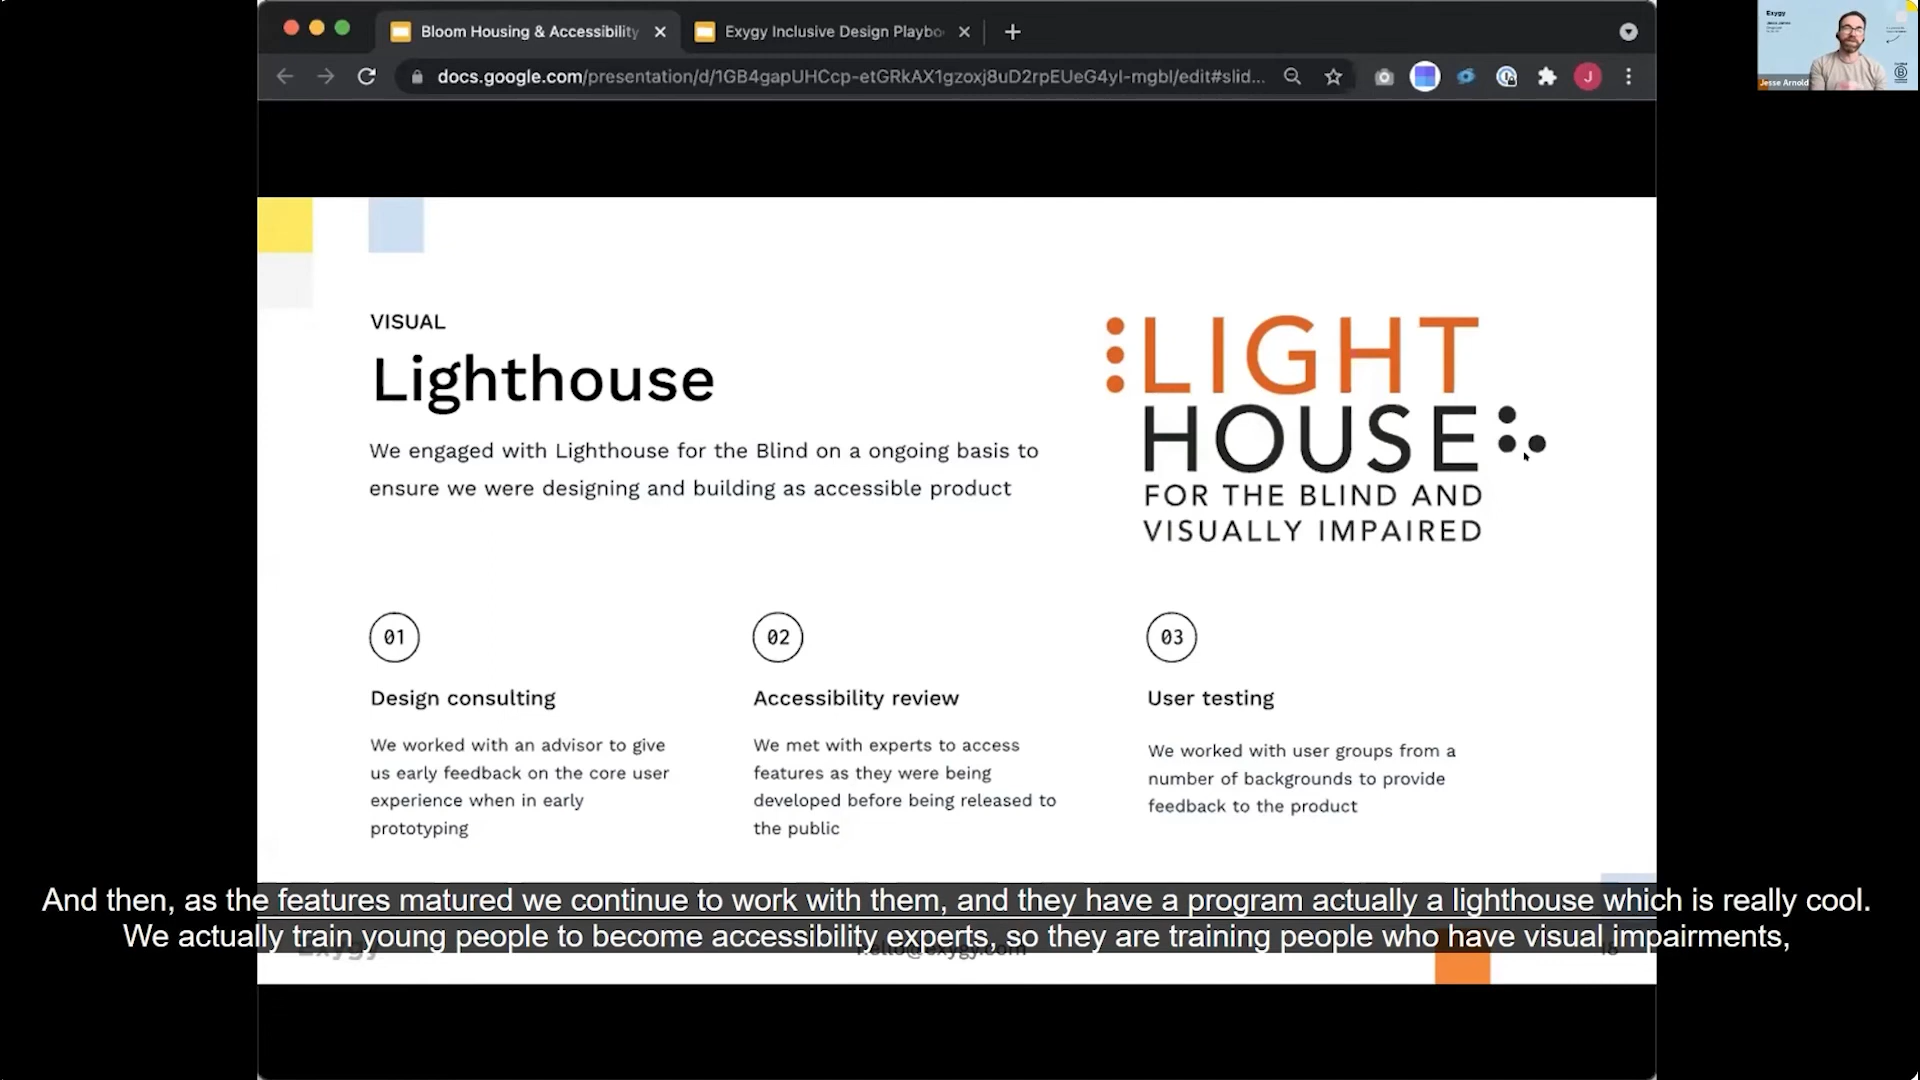 Bloom Housing & Accessibility
Exygy Inclusive Design Playbo
docs.google.com/presentation/d/1GB4gapUHCcp-etGRkAX1gzoxj8uD2rpEUeG4yl-mgbl/edit#slid...
J
Exygy
Jesse Arnold
VISUAL
Lighthouse
We engaged with Lighthouse for the Blind on a ongoing basis to
ensure we were designing and building as accessible product
LIGHT
HOUSE
FOR THE BLIND AND
VISUALLY IMPAIRED
01
Design consulting
We worked with an advisor to give
us early feedback on the core user
experience when in early
prototyping
02
Accessibility review
We met with experts to access
features as they were being
developed before being released to
the public
03
User testing
We worked with user groups from a
number of backgrounds to provide
feedback to the product
And then, as the features matured we continue to work with them, and they have a program actually a lighthouse which is really cool.
We actually train young people to become accessibility experts, so they are training people who have visual impairments,
Exygy
hello@exygy.com